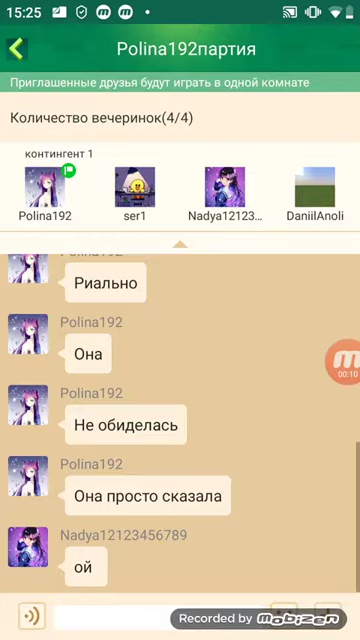 15:25
Polina192партия
Приглашенные друзья будут играть в одной комнате
Количество вечеринок(4/4)
контингент 1
Polina192
ser1
Nadya12123...
DaniilAnoli
Polina192
Риально
Polina192
Она
Polina192
Не обиделась
Polina192
Она просто сказала
Nadya12123456789
ой
00:10
Recorded by mobizen